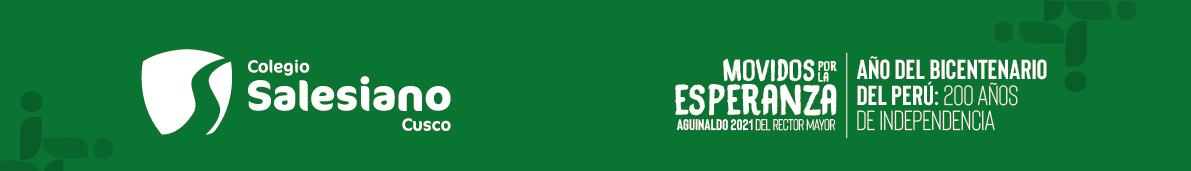 Colegio
Salesiano
Cusco
MOVIDOS POR LA
ESPERANZA
AGUINALDO 2021 DEL RECTOR MAYOR
AÑO DEL BICENTENARIO
DEL PERÚ: 200 AÑOS
DE INDEPENDENCIA